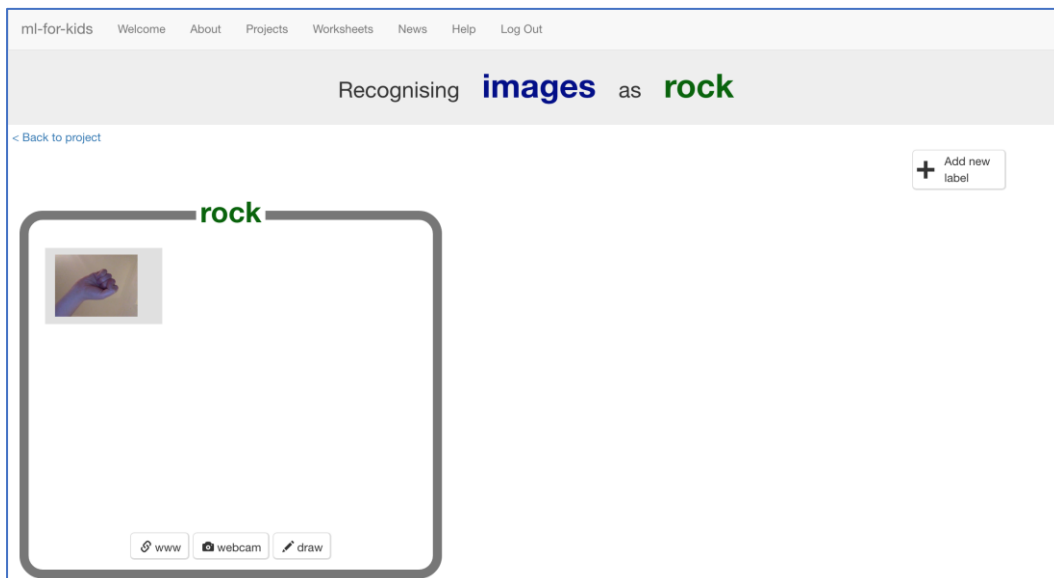 ml-for-kids Welcome About Projects Worksheets News Help Log Out
Recognising images as rock
< Back to project
Add new
label
rock
www webcam draw